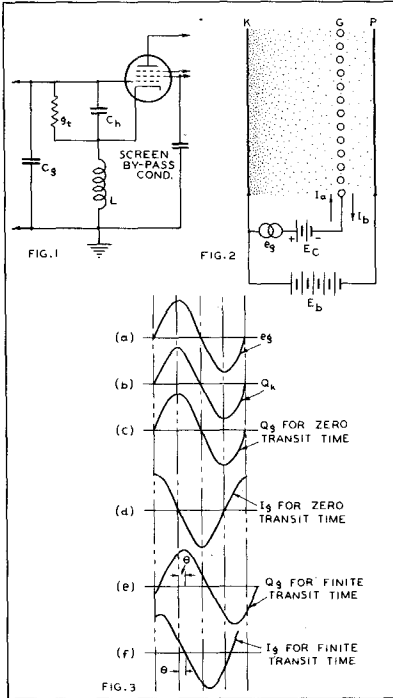 K
G
P
g_t
C_h
C_g
SCREEN
BY-PASS
COND.
L
FIG.1
I_a
I_b
e_g
+
-
E_C
E_b
FIG.2
(a)
e_g
(b)
Q_k
(c)
Q_g FOR ZERO
TRANSIT TIME
(d)
I_g FOR ZERO
TRANSIT TIME
(e)
θ
Q_g FOR FINITE
TRANSIT TIME
(f)
θ
I_g FOR FINITE
TRANSIT TIME
FIG.3